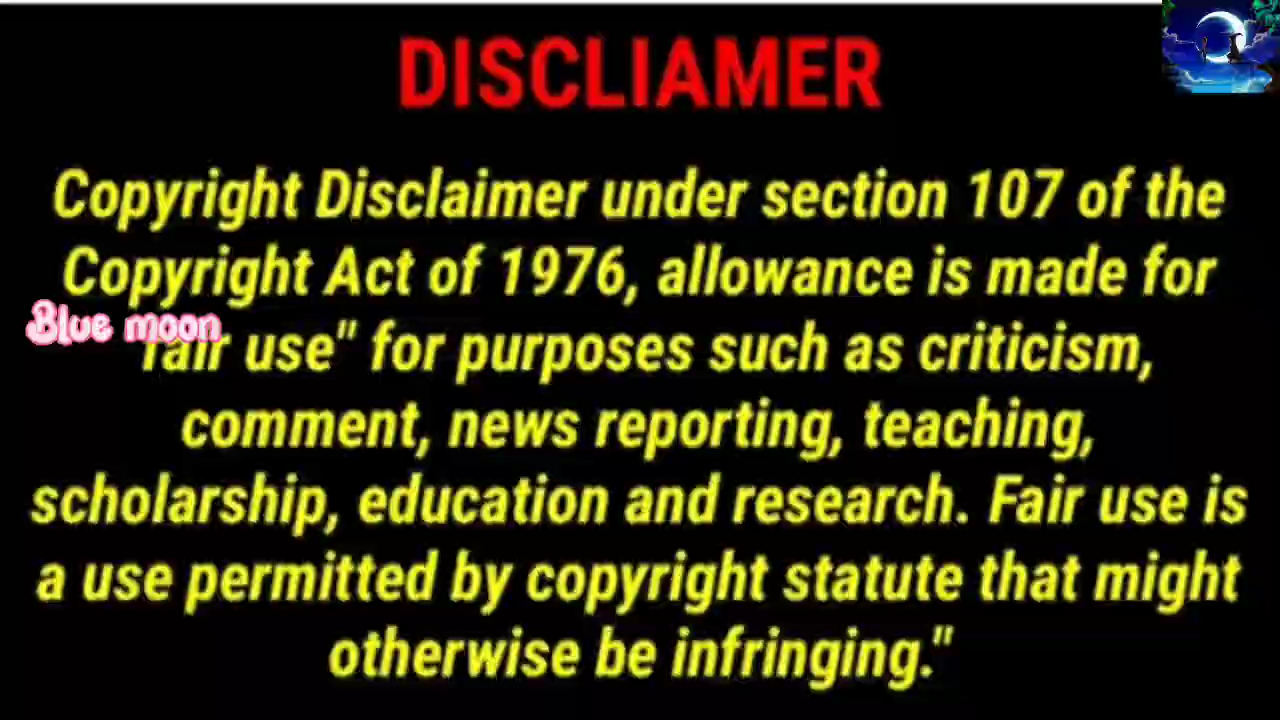 DISCLIAMER
Copyright Disclaimer under section 107 of the
Copyright Act of 1976, allowance is made for
Blue moon
fair use" for purposes such as criticism,
comment, news reporting, teaching,
scholarship, education and research. Fair use is
a use permitted by copyright statute that might
otherwise be infringing."